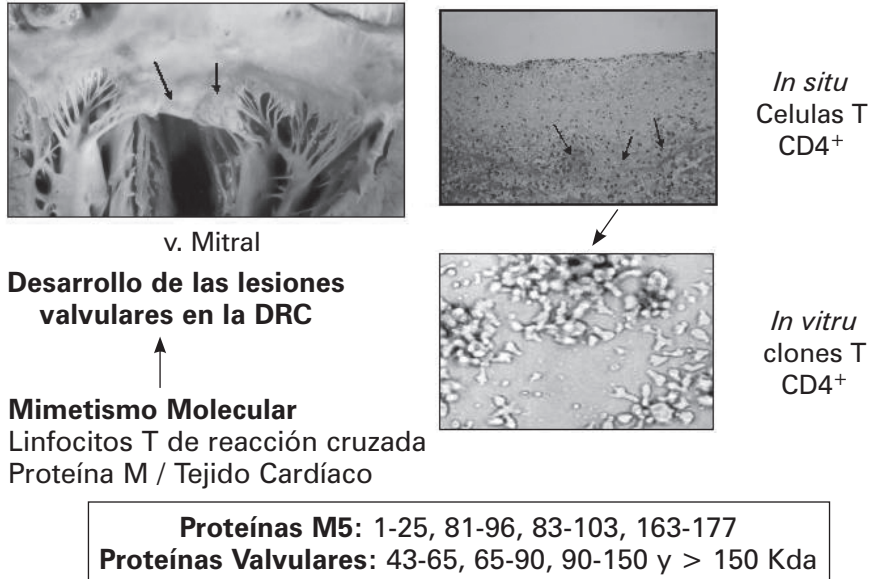 v. Mitral
Desarrollo de las lesiones
valvulares en la DRC
Mimetismo Molecular
Linfocitos T de reacción cruzada
Proteína M / Tejido Cardíaco
In situ
Celulas T
CD4+
In vitru
clones T
CD4+
Proteínas M5: 1-25, 81-96, 83-103, 163-177
Proteínas Valvulares: 43-65, 65-90, 90-150 y > 150 Kda